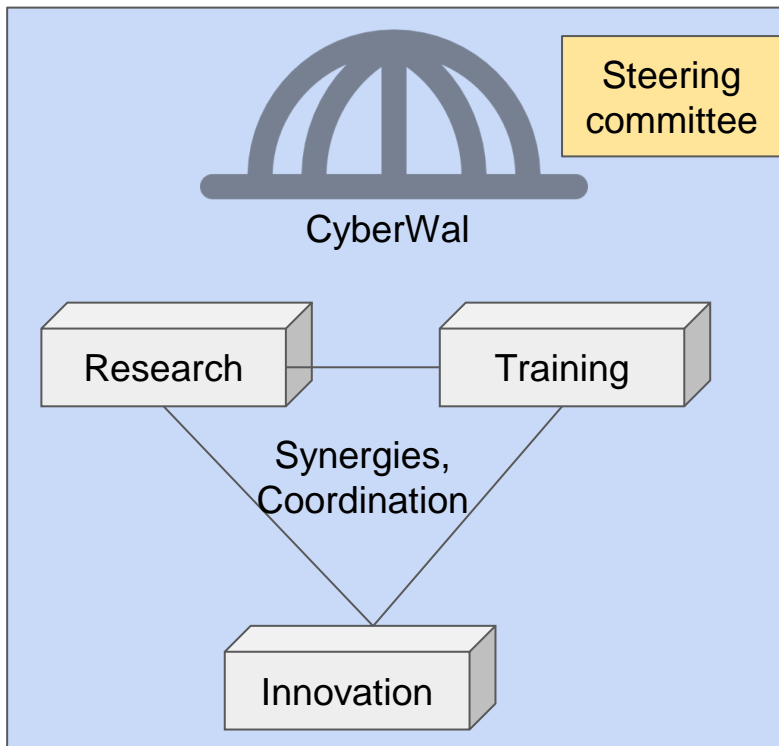 Steering
committee
CyberWal
Research
Training
Synergies,
Coordination
Innovation